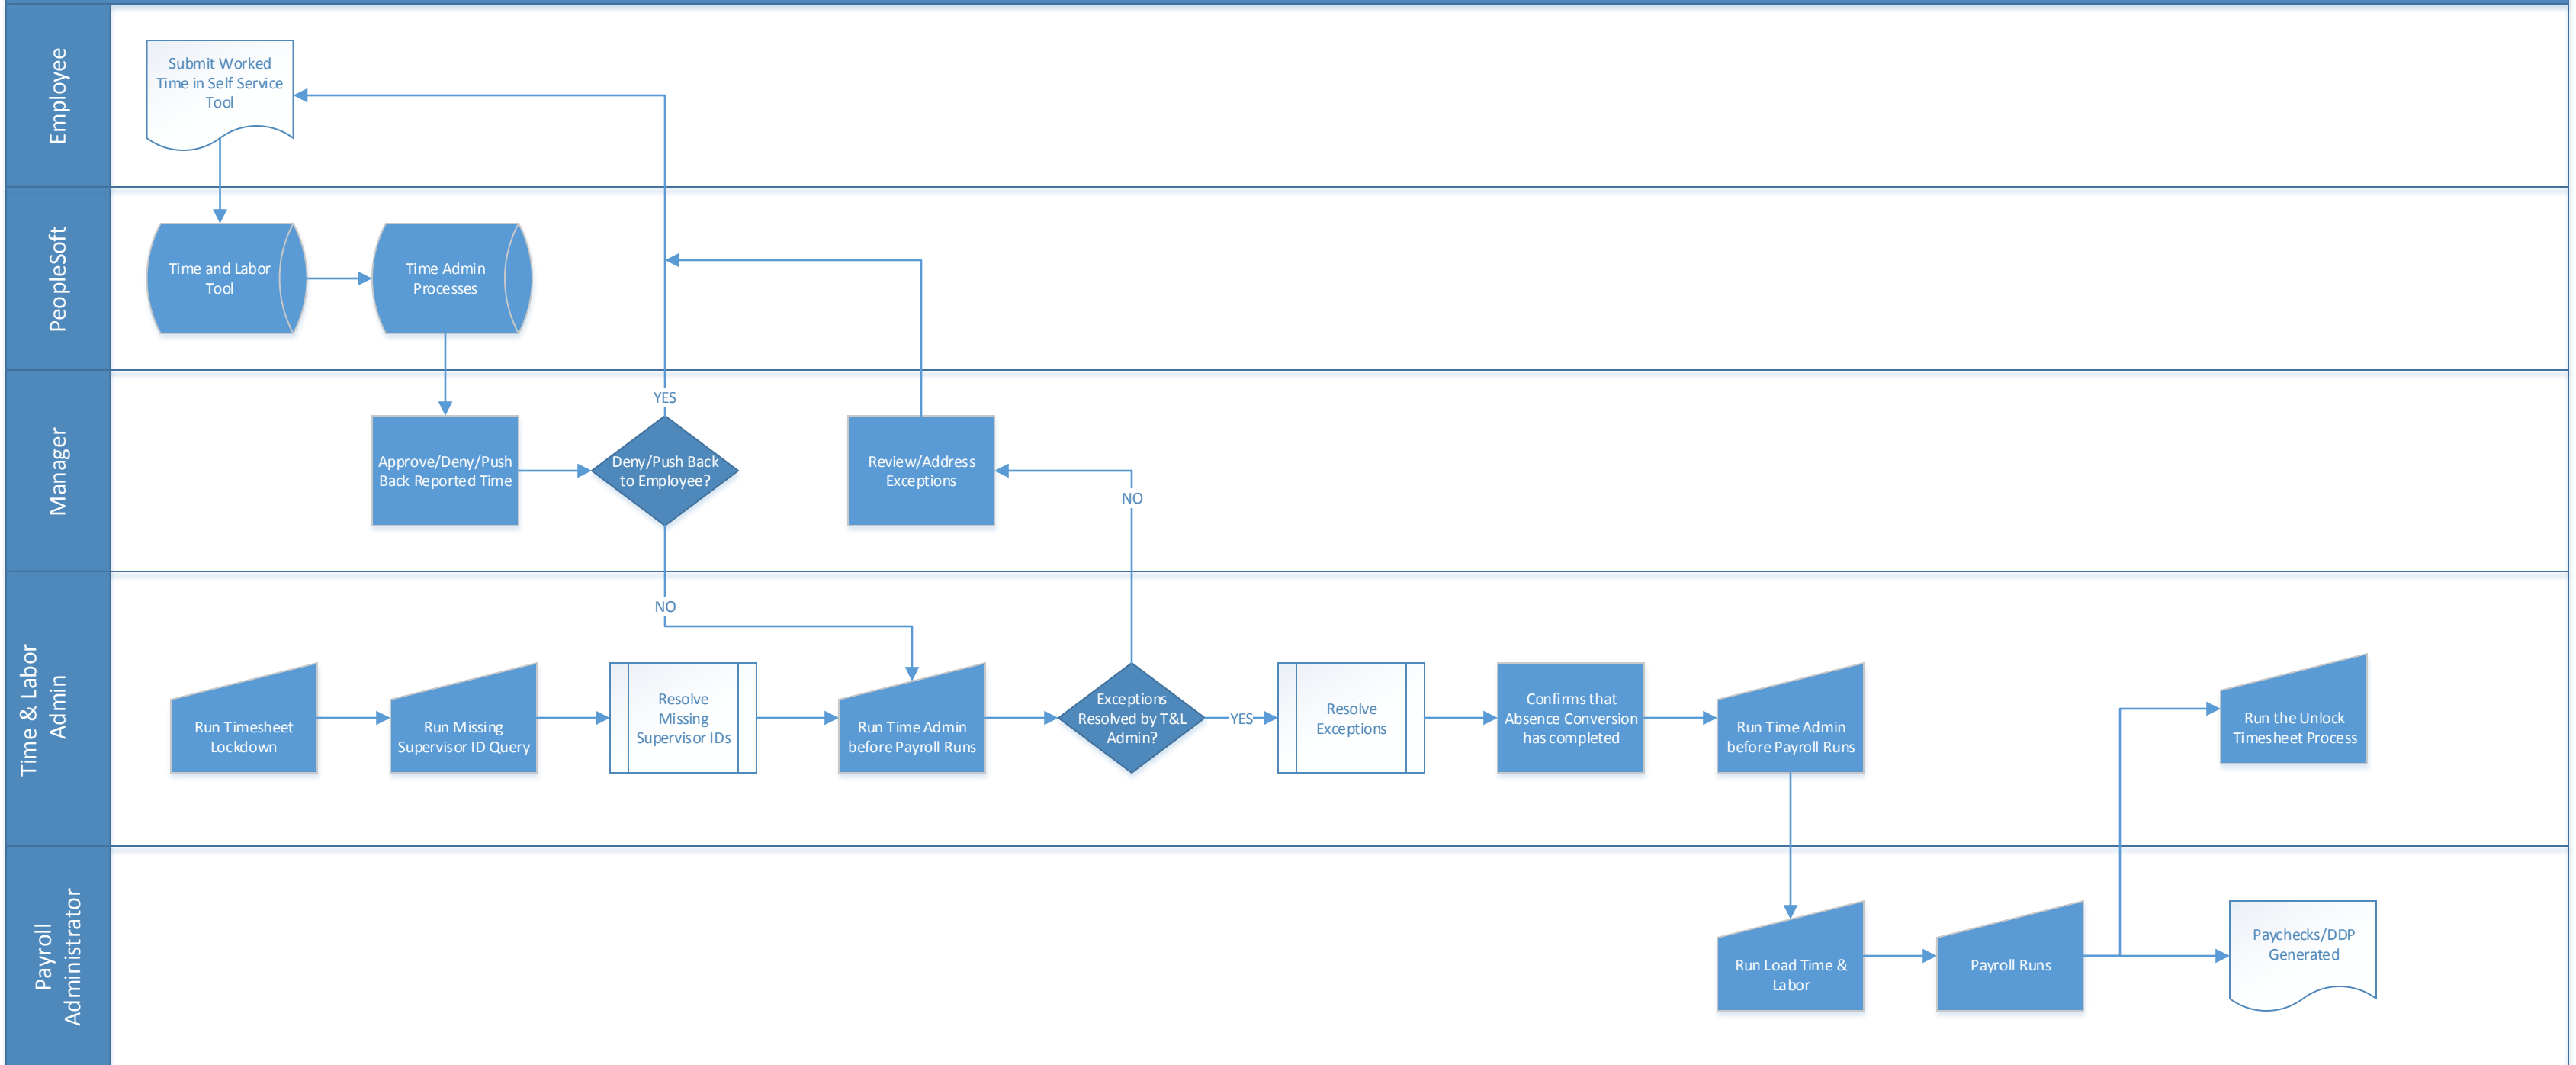 Employee
Submit Worked
Time in Self Service
Tool
PeopleSoft
Time and Labor
Tool
Time Admin
Processes
Manager
YES
Approve/Deny/Push
Back Reported Time
Deny/Push Back
to Employee?
Review/Address
Exceptions
NO
Time & Labor
Admin
NO
Run Timesheet
Lockdown
Run Missing
Supervisor ID Query
Resolve
Missing
Supervisor IDs
Run Time Admin
before Payroll Runs
Exceptions
Resolved by T&L
Admin?
YES
Resolve
Exceptions
Confirms that
Absence Conversion
has completed
Run Time Admin
before Payroll Runs
Run the Unlock
Timesheet Process
Payroll
Administrator
Run Load Time &
Labor
Payroll Runs
Paychecks/DDP
Generated